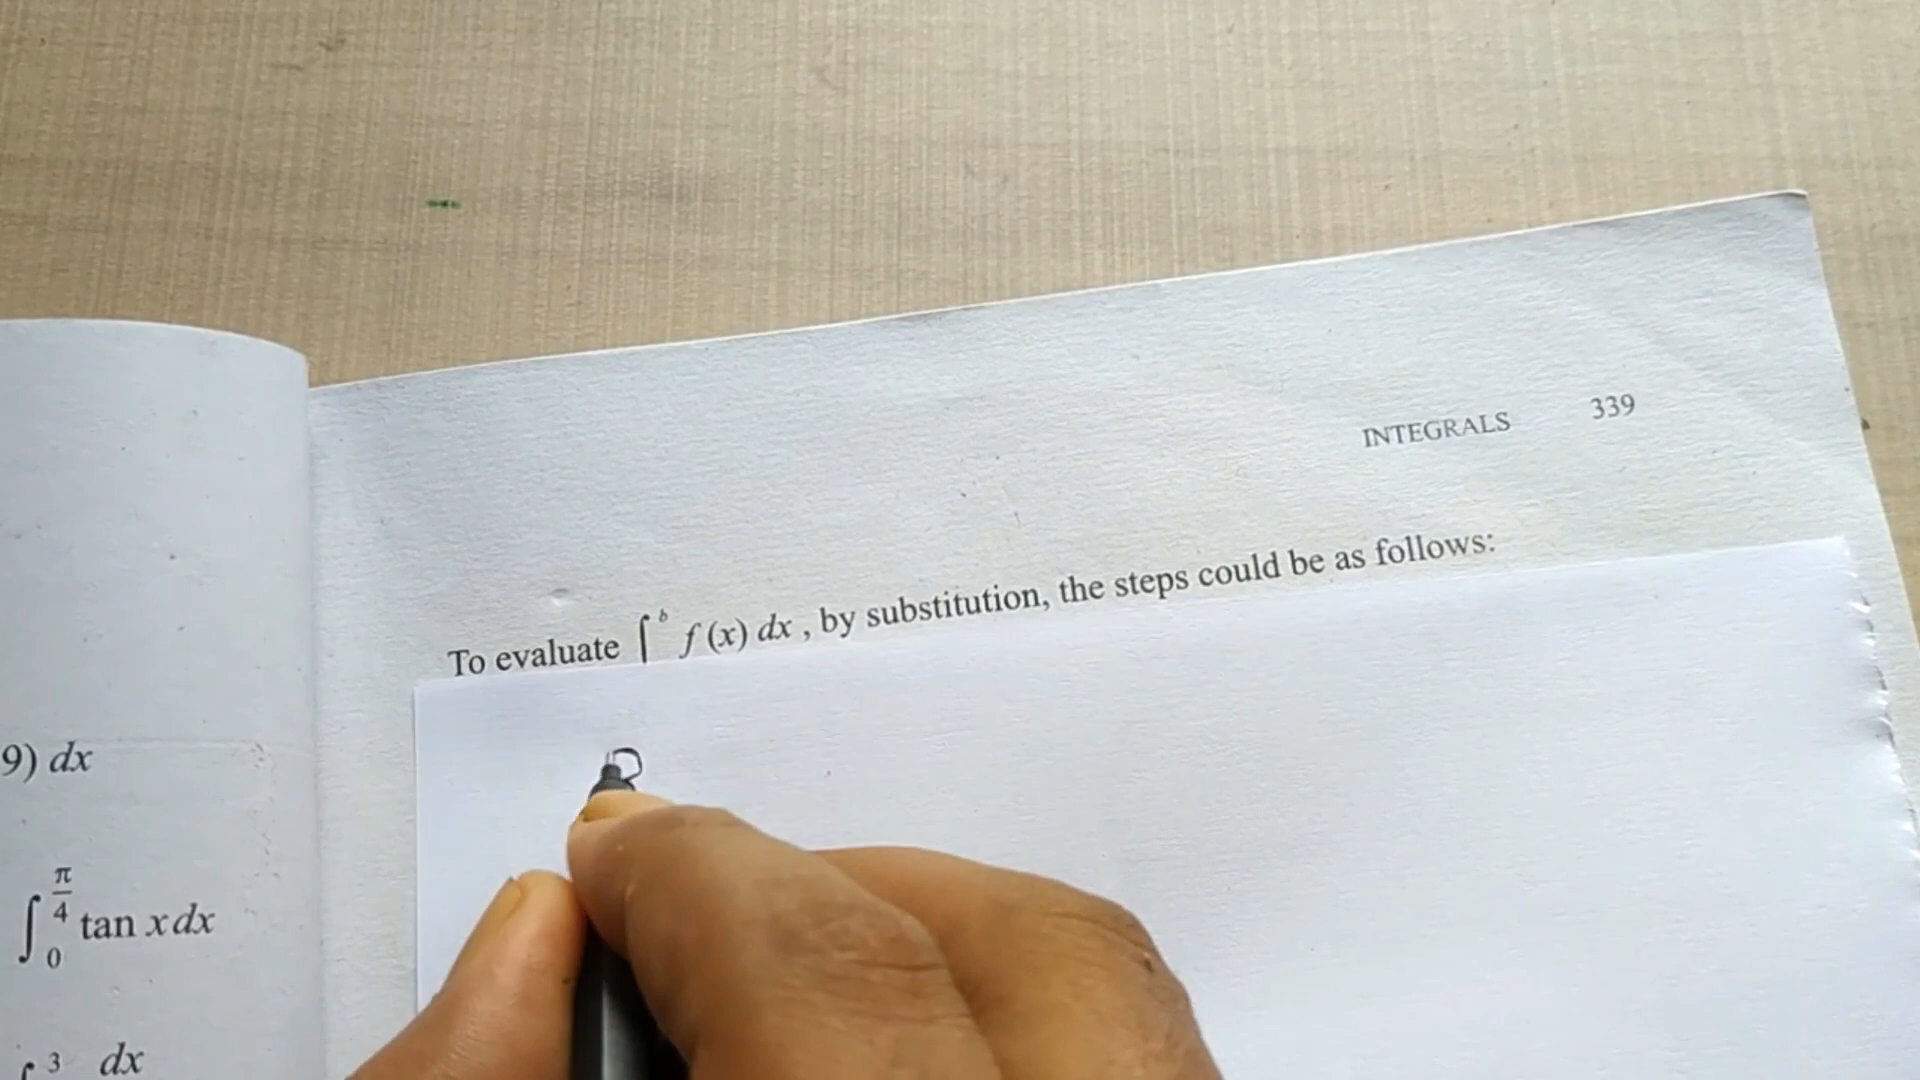 INTEGRALS 339
To evaluate ∫ᵇ f (x) dx , by substitution, the steps could be as follows:
9) dx
∫₀^(π/4) tan x dx
3 dx